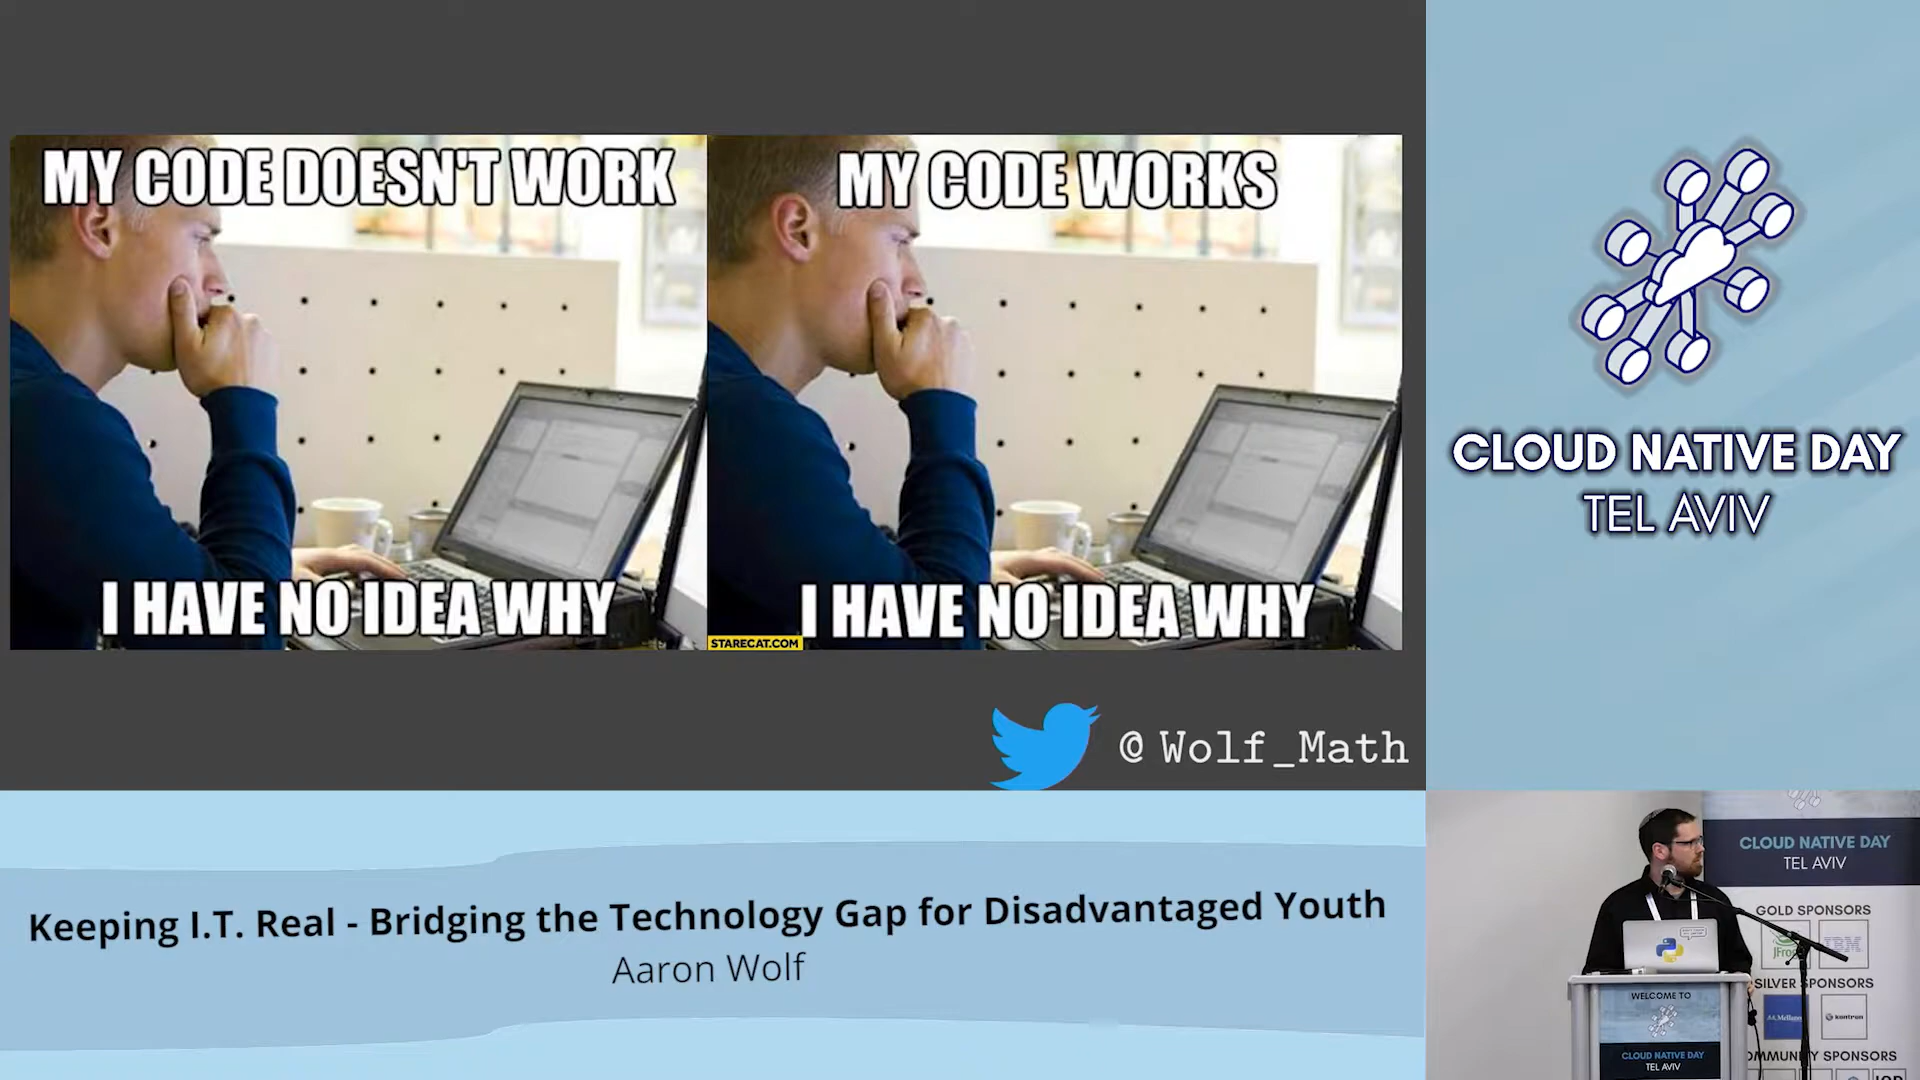 MY CODE DOESN'T WORK
I HAVE NO IDEA WHY
MY CODE WORKS
I HAVE NO IDEA WHY
STARECAT.COM
@Wolf_Math
CLOUD NATIVE DAY
TEL AVIV
Keeping I.T. Real - Bridging the Technology Gap for Disadvantaged Youth
Aaron Wolf
CLOUD NATIVE DAY
TEL AVIV
GOLD SPONSORS
JFrog
IBM
SILVER SPONSORS
Mellanox
kontron
COMMUNITY SPONSORS
WELCOME TO
CLOUD NATIVE DAY
TEL AVIV